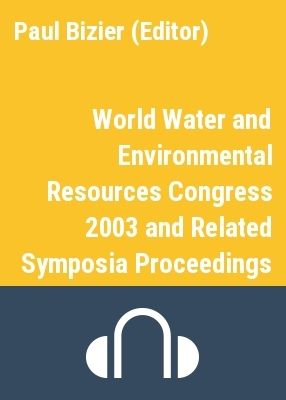 Paul Bizier (Editor)
World Water and
Environmental
Resources Congress
2003 and Related
Symposia Proceedings